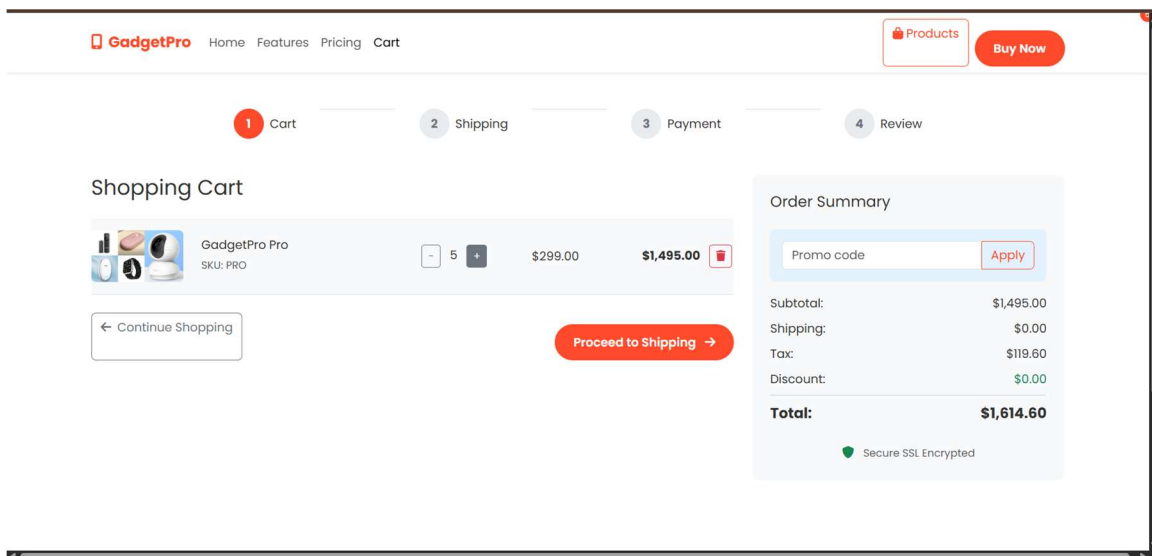 GadgetPro Home Features Pricing Cart Products Buy Now
1 Cart 2 Shipping 3 Payment 4 Review
Shopping Cart
GadgetPro Pro
SKU: PRO
- 5 + $299.00 $1,495.00
← Continue Shopping
Proceed to Shipping →
Order Summary
Promo code Apply
Subtotal: $1,495.00
Shipping: $0.00
Tax: $119.60
Discount: $0.00
Total: $1,614.60
Secure SSL Encrypted